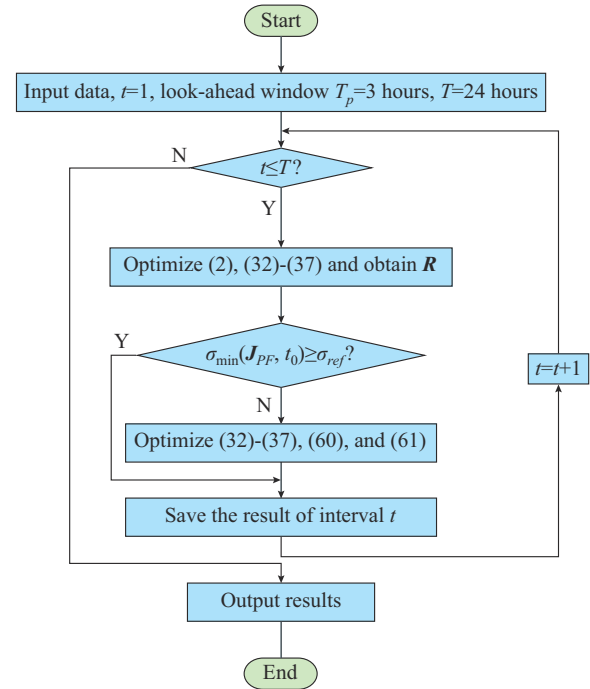 Start
Input data, t=1, look-ahead window Tp=3 hours, T=24 hours
N
t≤T?
Y
Optimize (2), (32)-(37) and obtain R
Y
σmin(JPF, t0)≥σref?
t=t+1
N
Optimize (32)-(37), (60), and (61)
Save the result of interval t
Output results
End